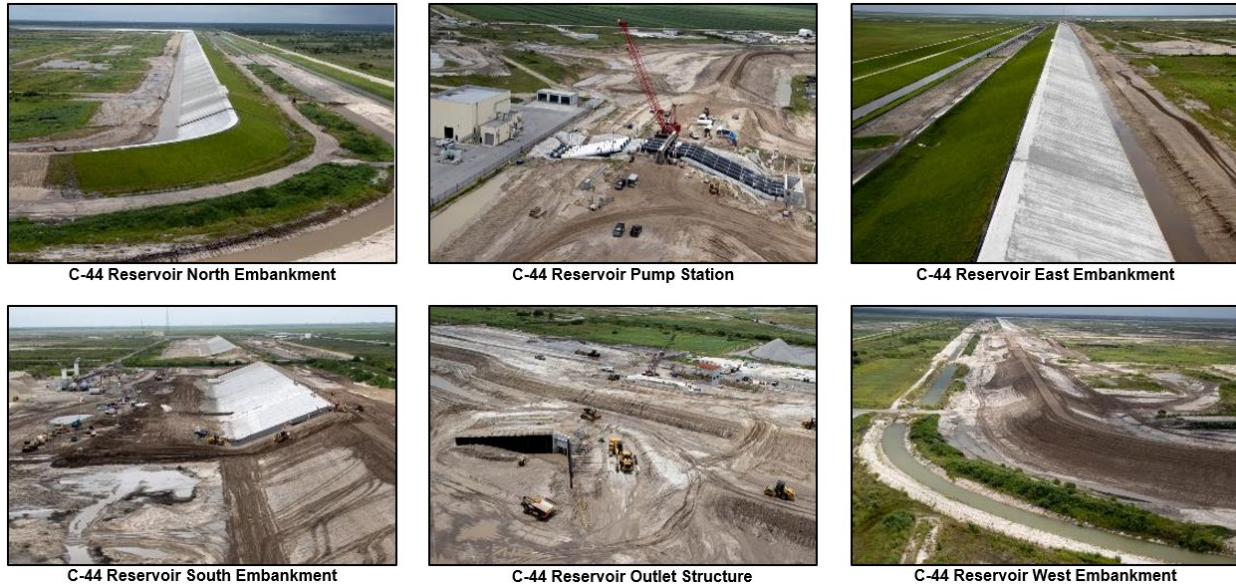 C-44 Reservoir North Embankment
C-44 Reservoir Pump Station
C-44 Reservoir East Embankment
C-44 Reservoir South Embankment
C-44 Reservoir Outlet Structure
C-44 Reservoir West Embankment